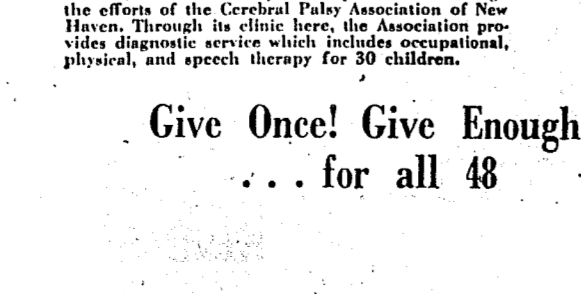 the efforts of the Cerebral Palsy Association of New
Haven. Through its clinic here, the Association pro-
vides diagnostic service which includes occupational,
physical, and speech therapy for 30 children.
Give Once! Give Enough
. . . for all 48